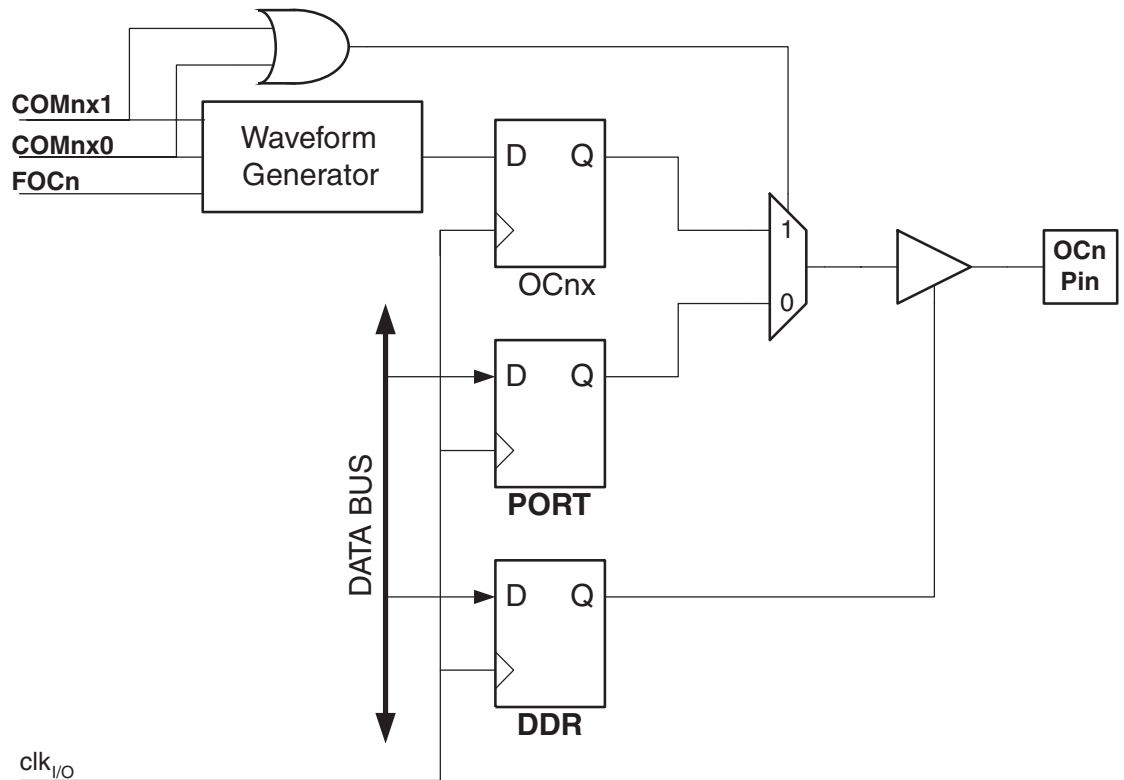 COMnx1
COMnx0
FOCn
Waveform
Generator
D Q
OCnx
1
0
OCn
Pin
DATA BUS
D Q
PORT
D Q
DDR
clkI/O